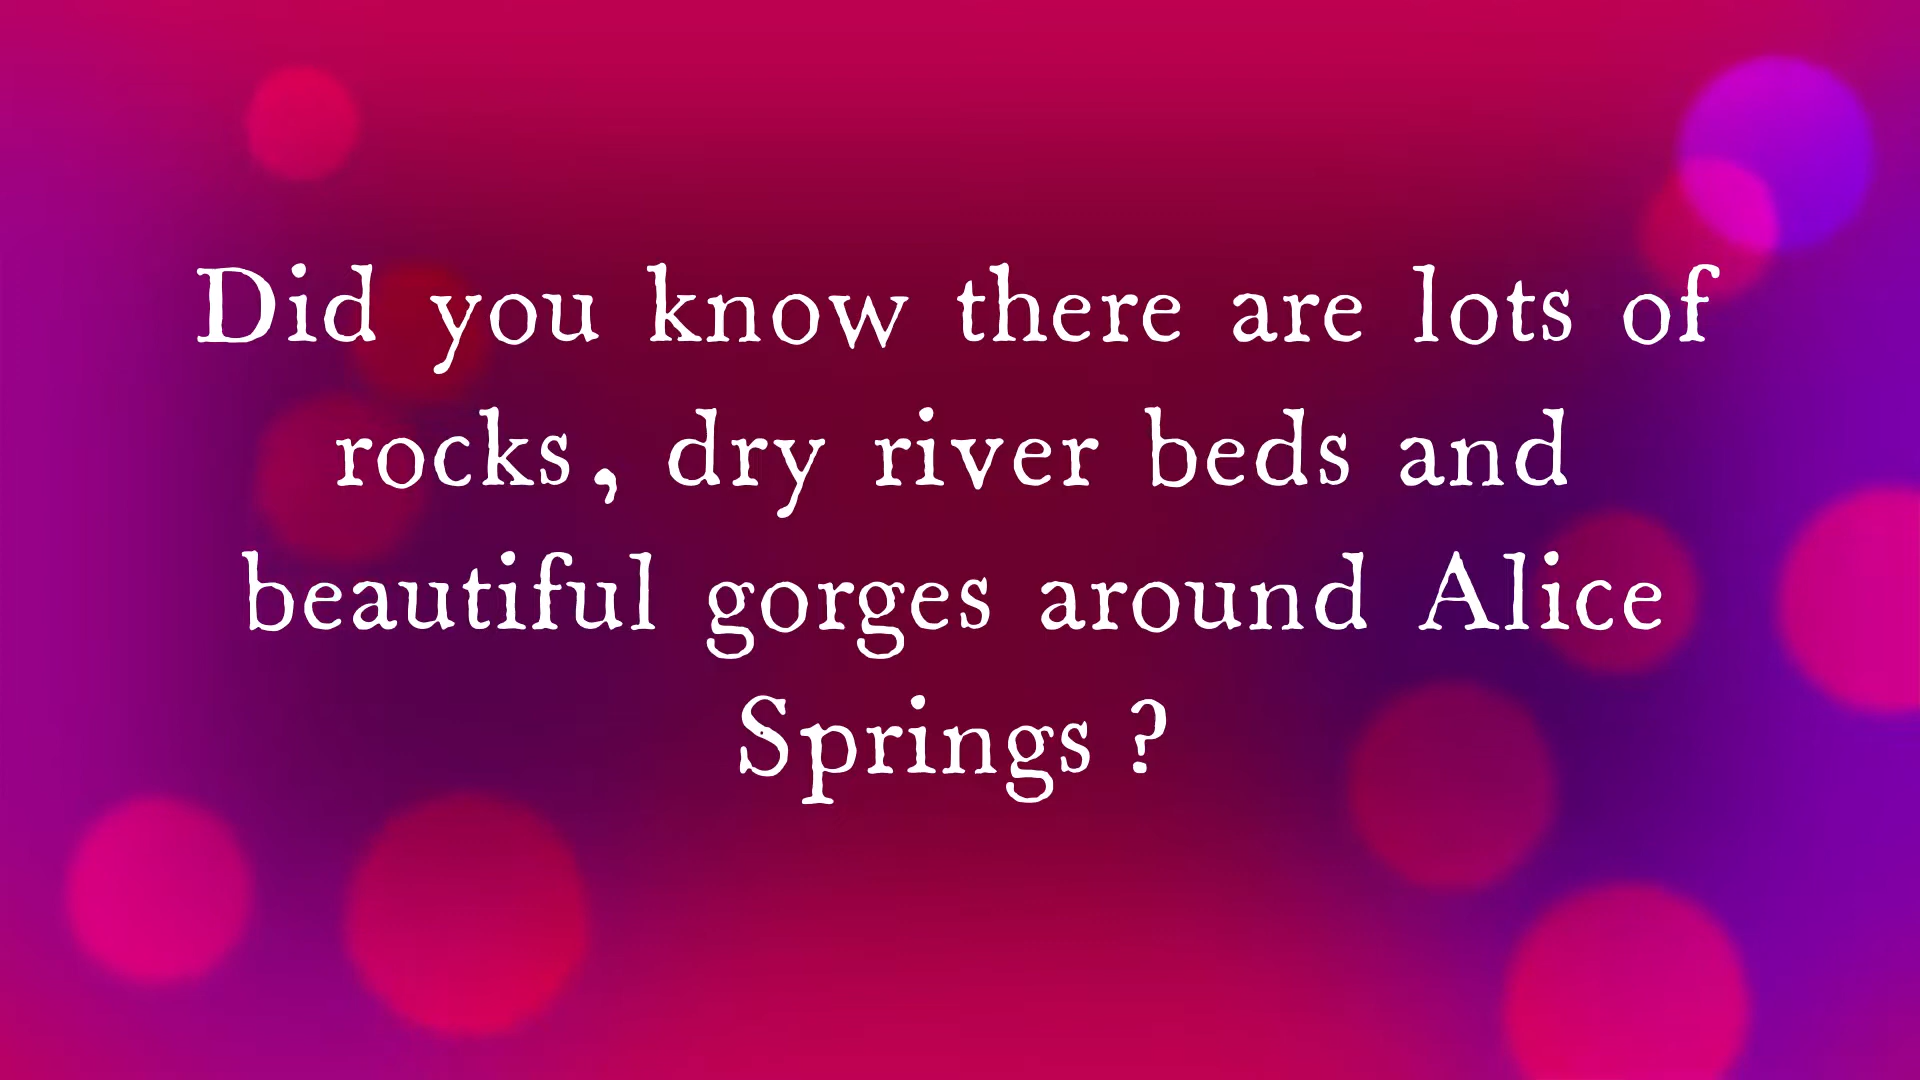 Did you know there are lots of
rocks, dry river beds and
beautiful gorges around Alice
Springs ?